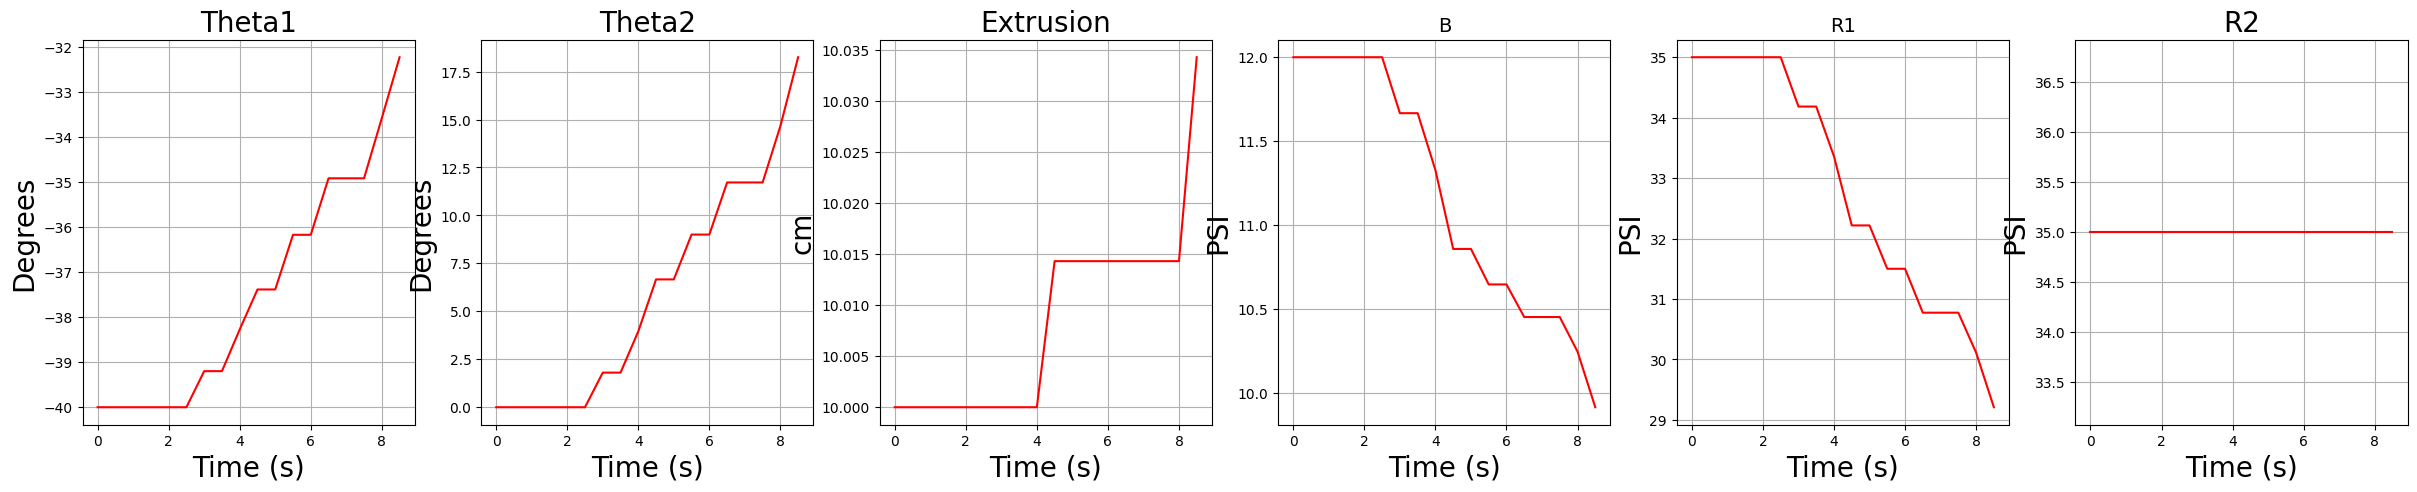 Theta1
Degrees
−32
−33
−34
−35
−36
−37
−38
−39
−40
0 2 4 6 8
Time (s)
Theta2
Degrees
17.5
15.0
12.5
10.0
7.5
5.0
2.5
0.0
0 2 4 6 8
Time (s)
Extrusion
cm
10.035
10.030
10.025
10.020
10.015
10.010
10.005
10.000
0 2 4 6 8
Time (s)
B
PSI
12.0
11.5
11.0
10.5
10.0
0 2 4 6 8
Time (s)
R1
PSI
35
34
33
32
31
30
29
0 2 4 6 8
Time (s)
R2
PSI
36.5
36.0
35.5
35.0
34.5
34.0
33.5
0 2 4 6 8
Time (s)